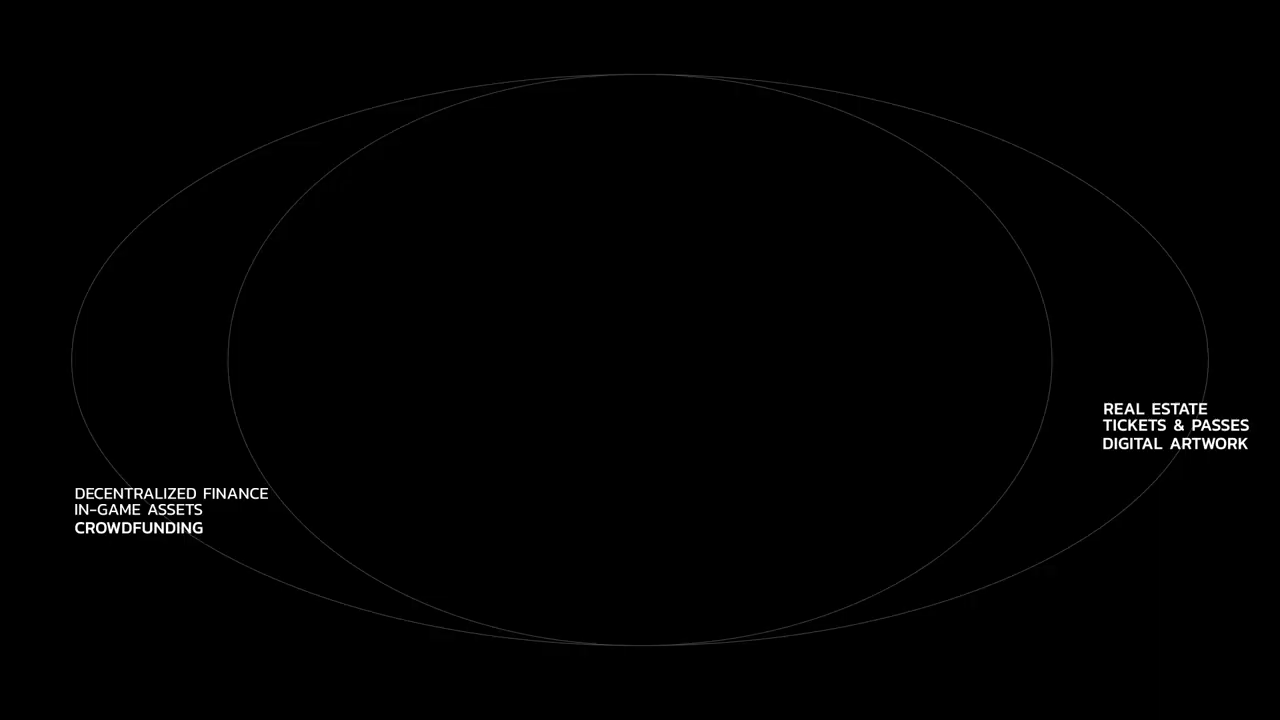 DECENTRALIZED FINANCE
IN-GAME ASSETS
CROWDFUNDING
REAL ESTATE
TICKETS & PASSES
DIGITAL ARTWORK